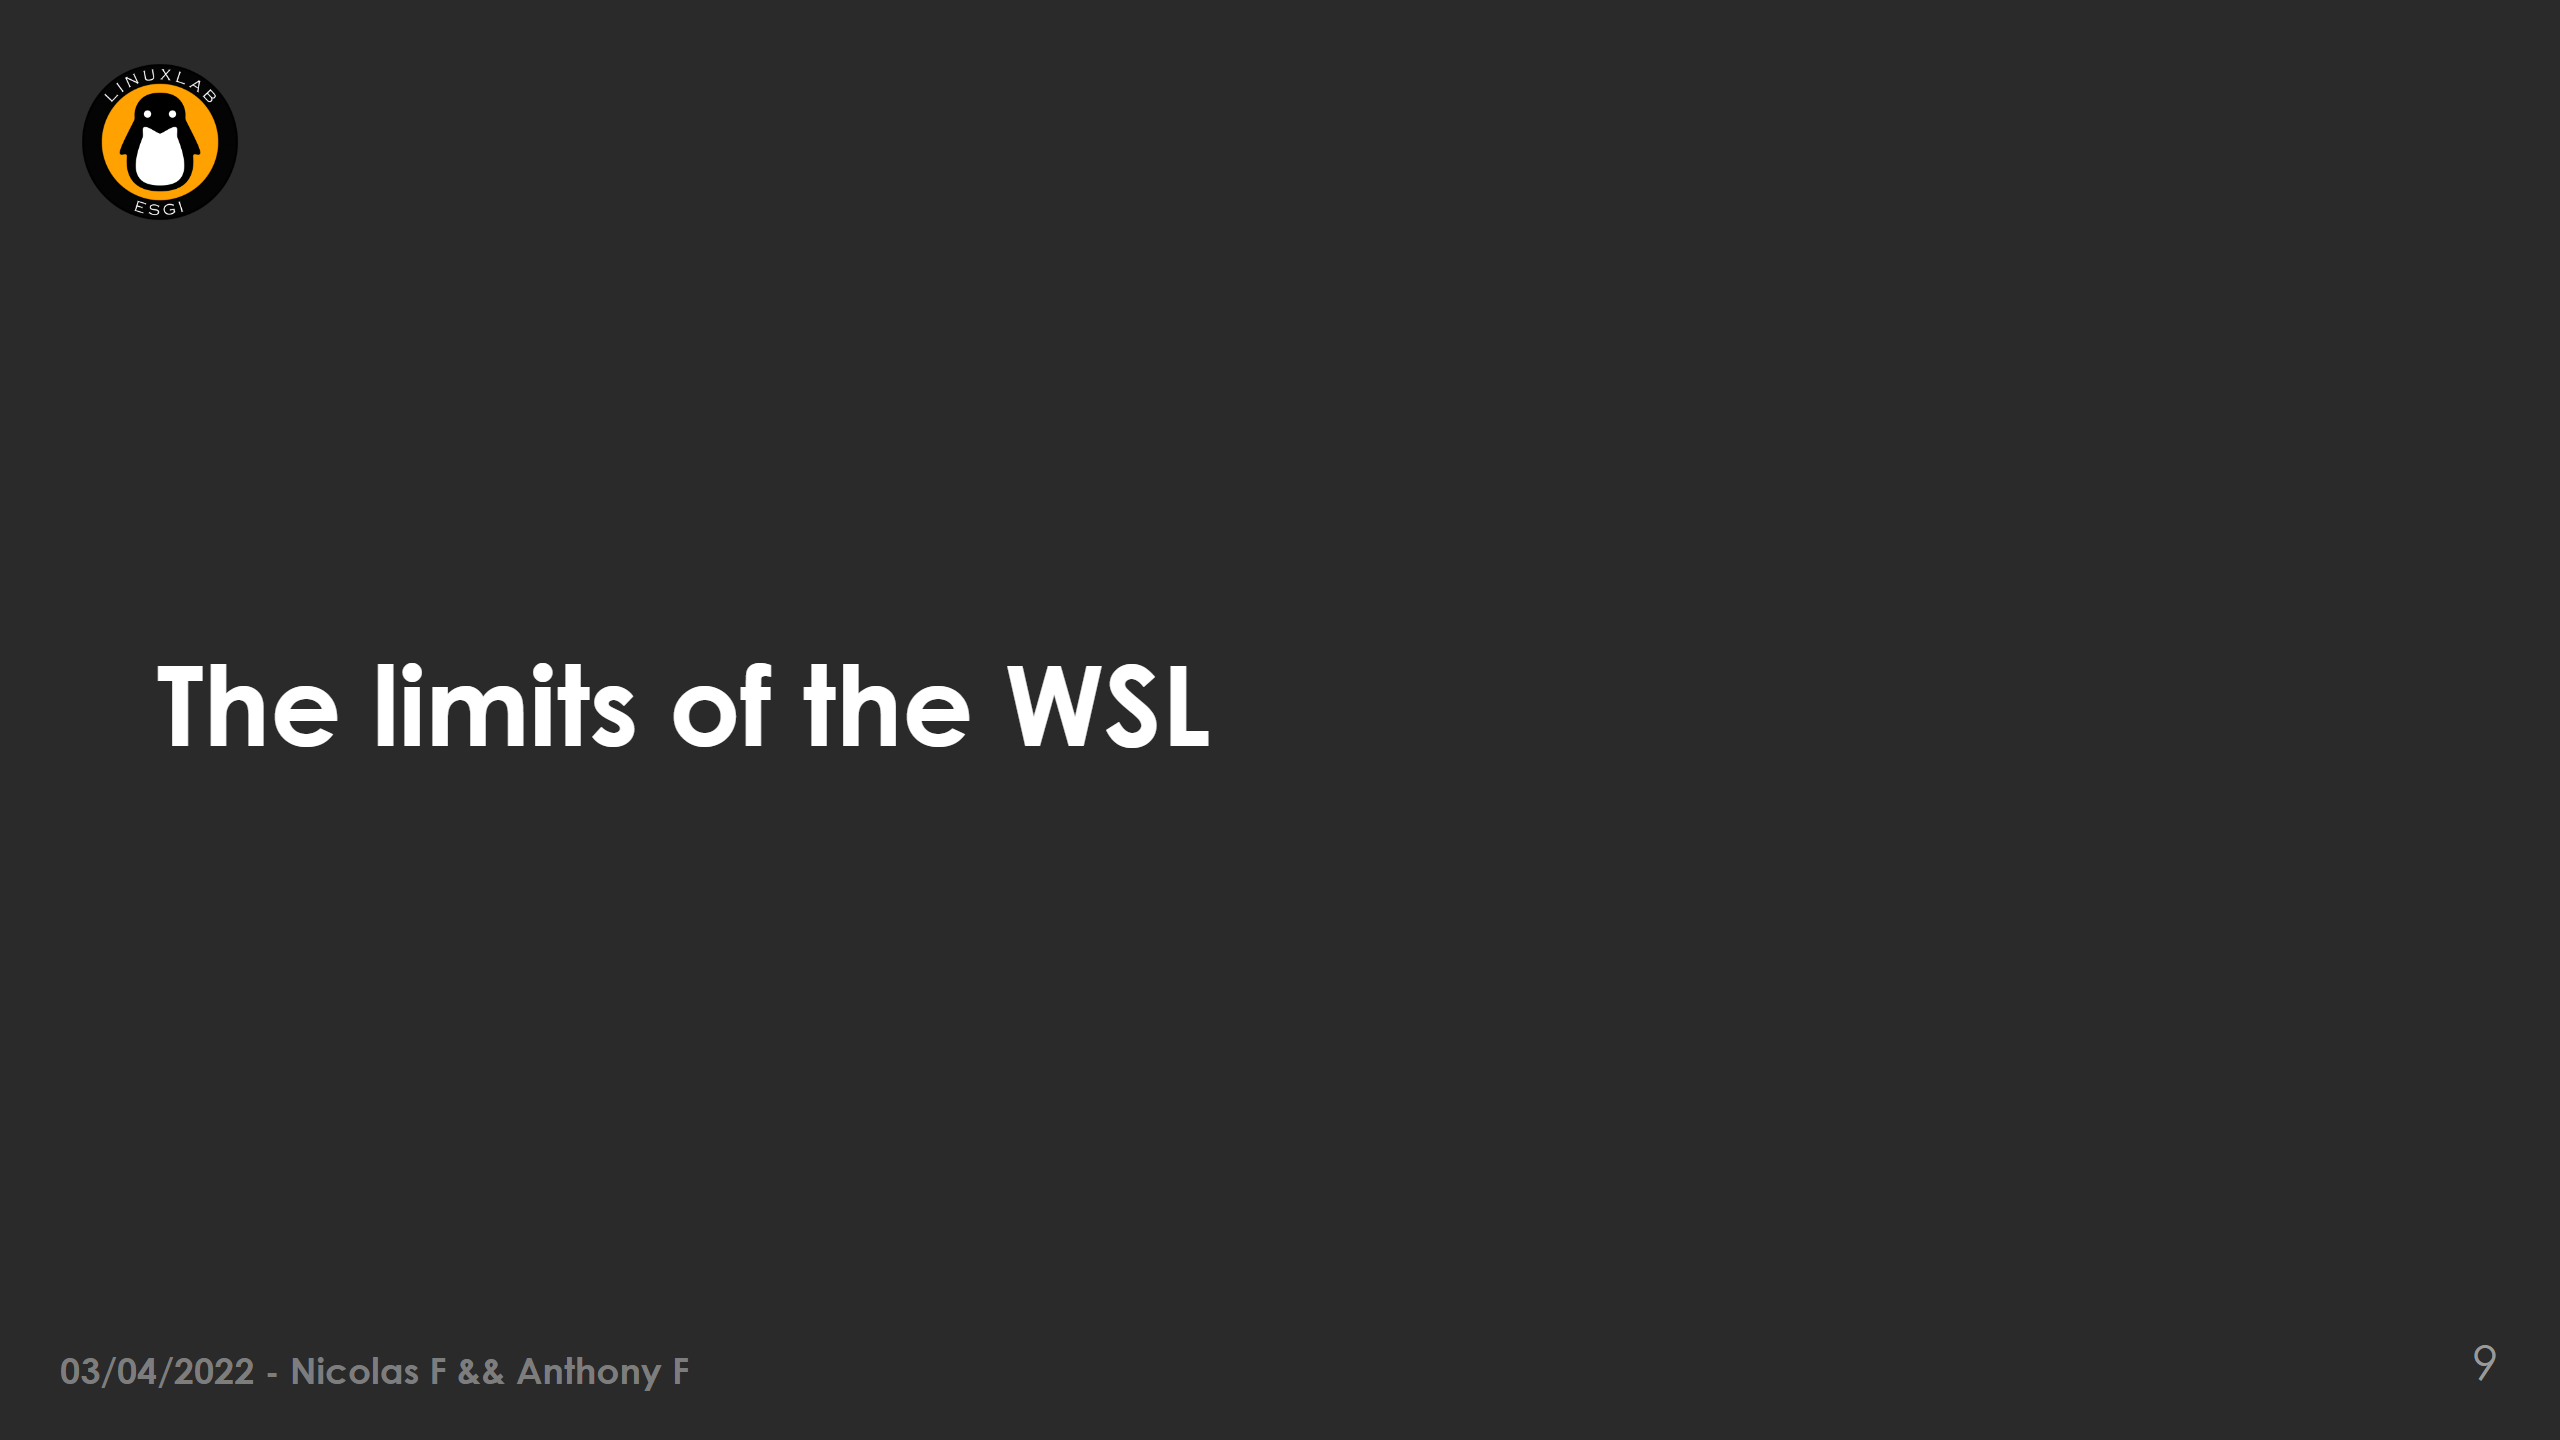 LINUXLAB
ESGI
The limits of the WSL
03/04/2022 - Nicolas F && Anthony F
9